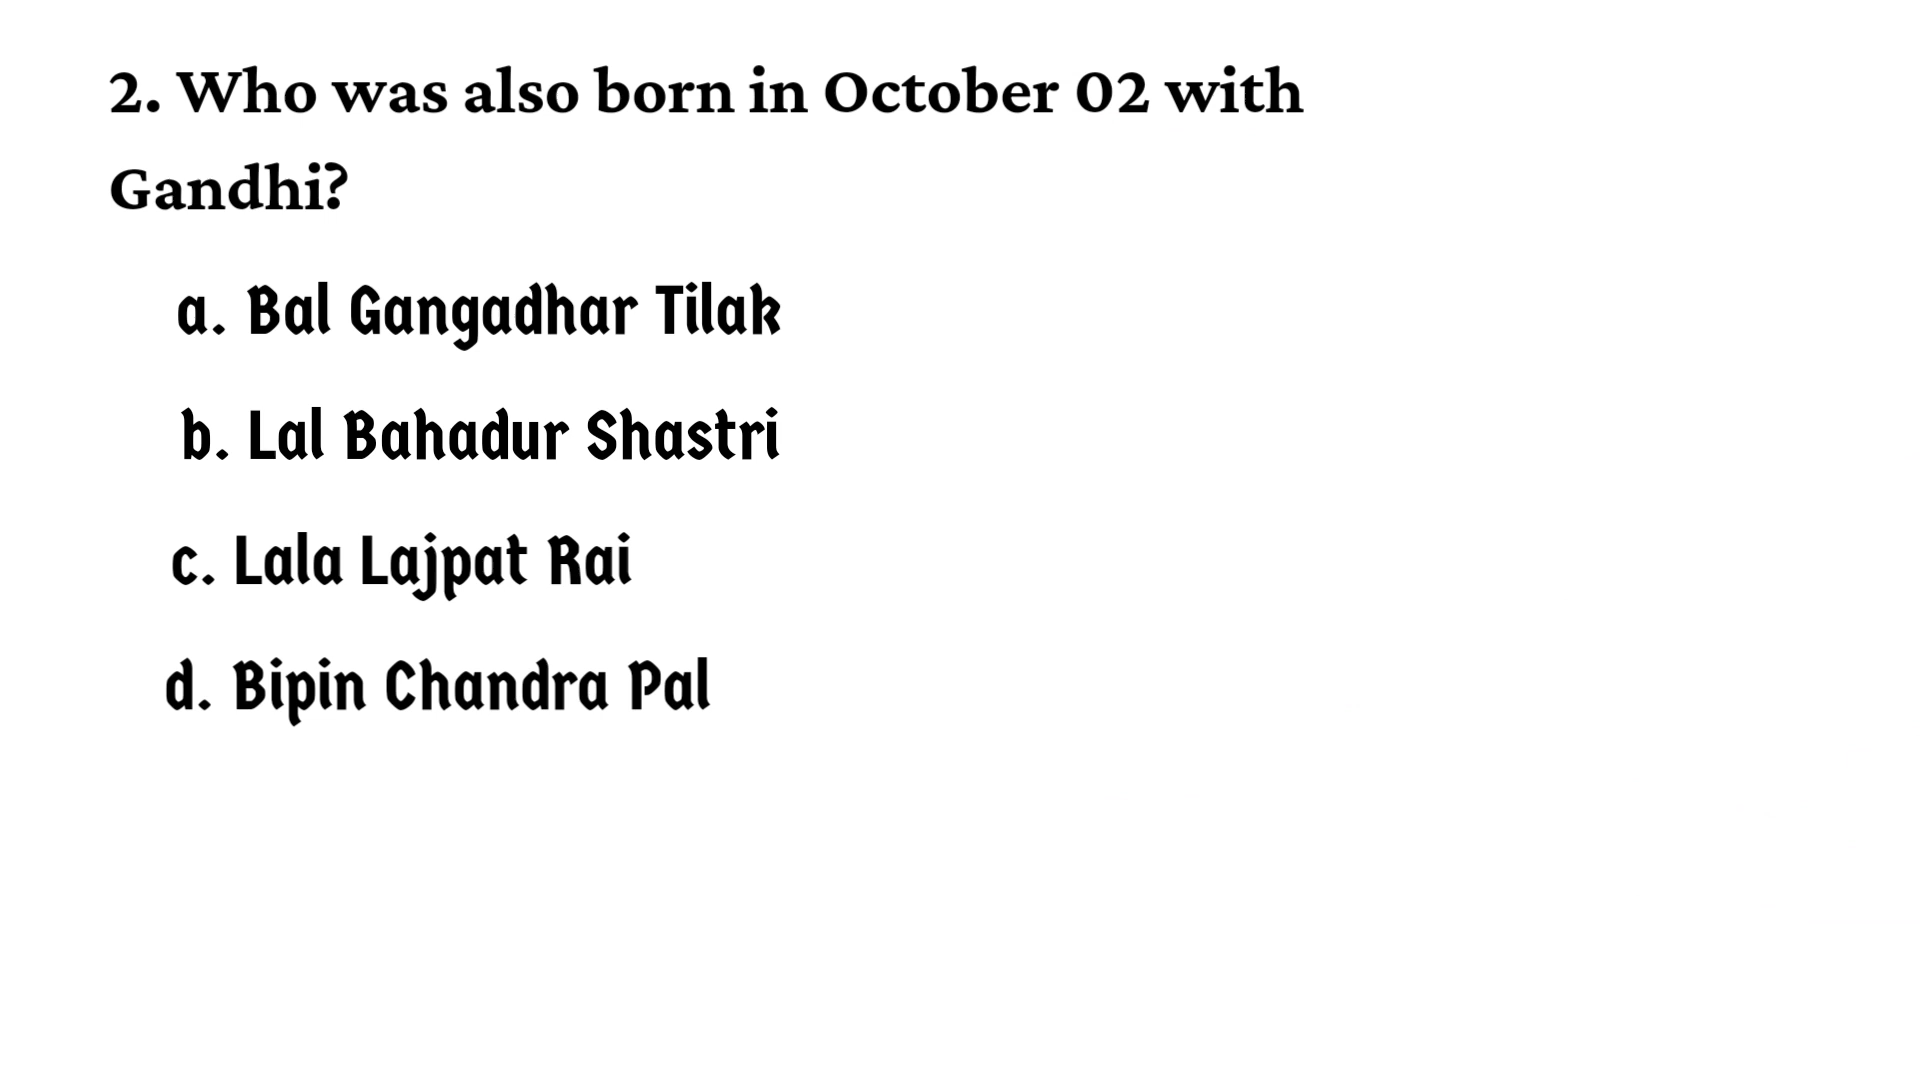 2. Who was also born in October 02 with
Gandhi?
a. Bal Gangadhar Tilak
b. Lal Bahadur Shastri
c. Lala Lajpat Rai
d. Bipin Chandra Pal